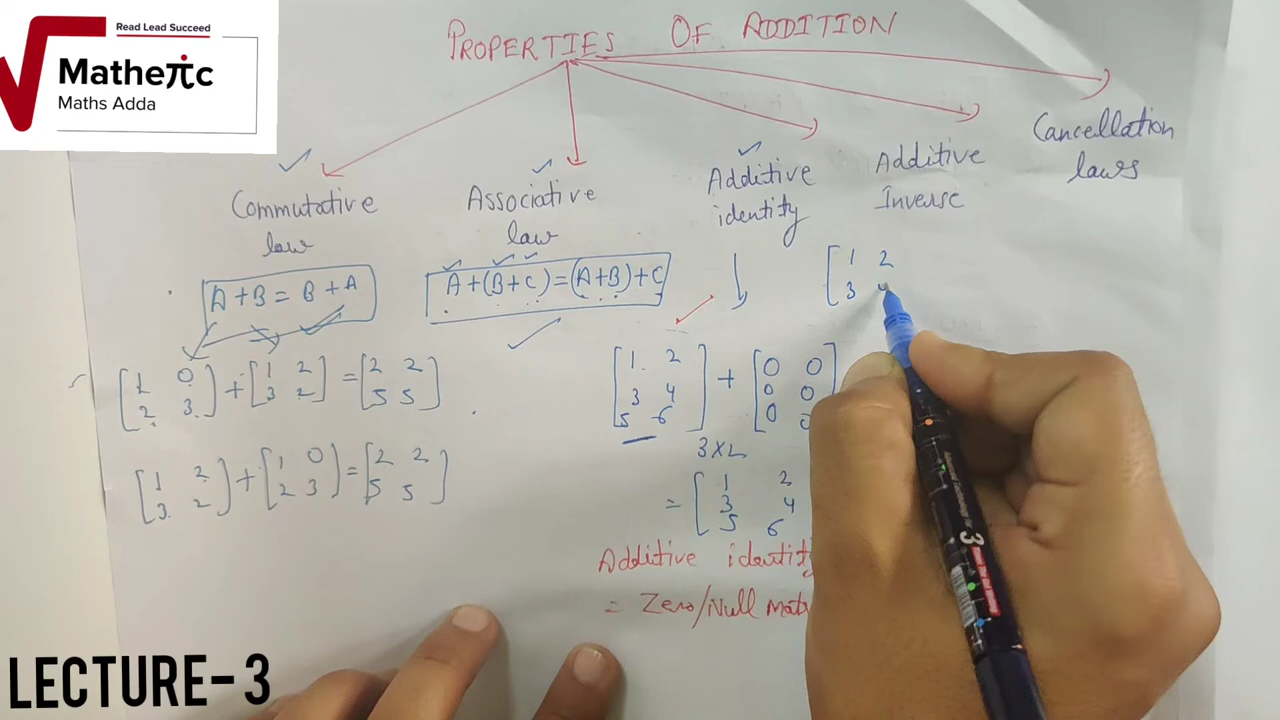 Read Lead Succeed
Matheπc
Maths Adda
PROPERTIES OF ADDITION
Commutative
law
A+B = B+A
[1 0
2 3] + [1 2
3 2] = [2 2
5 5]
[1 2
3 2] + [1 0
2 3] = [2 2
5 5]
Associative
law
A+(B+C)=(A+B)+C
Additive
identity
[1 2
3 4
5 6] + [0 0
0 0
0 0
3X2
= [1 2
3 4
5 6
Additive identity
= Zero/Null
Additive
Inverse
[1 2
3 4
Cancellation
laws
3
LECTURE-3